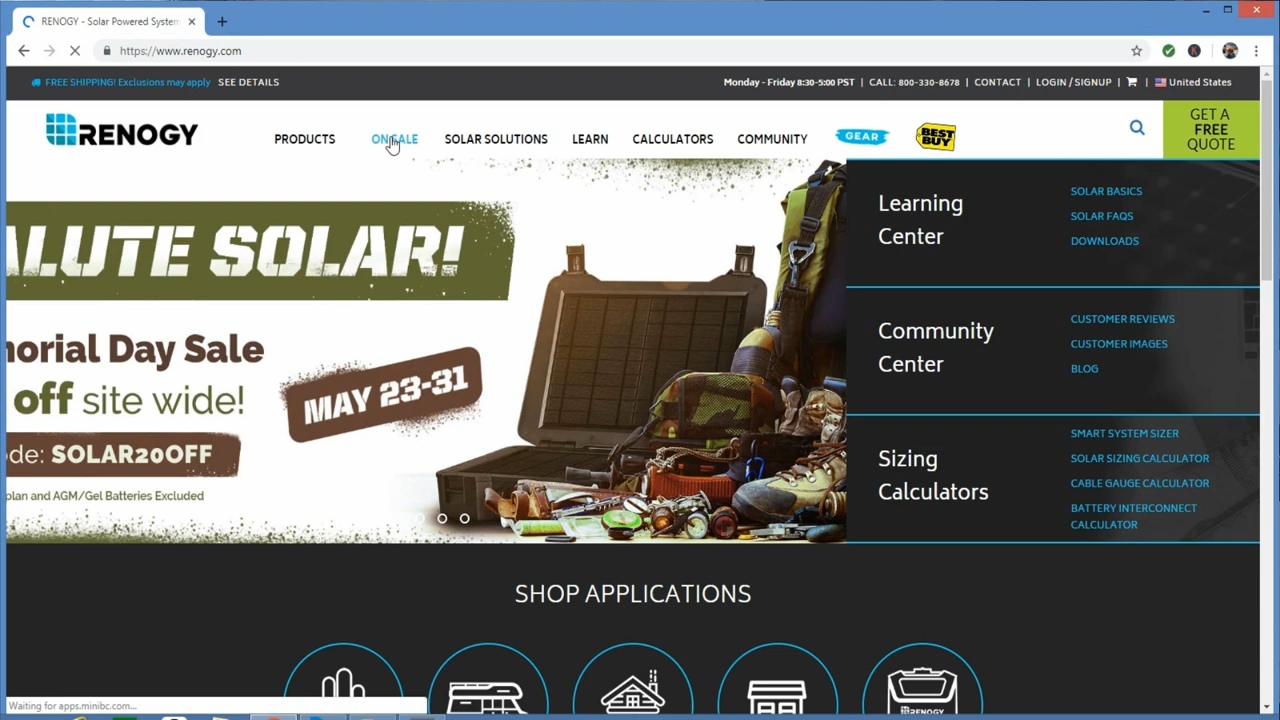 RENOGY - Solar Powered System
https://www.renogy.com
FREE SHIPPING! Exclusions may apply SEE DETAILS
Monday - Friday 8:30-5:00 PST | CALL: 800-330-8678 | CONTACT | LOGIN / SIGNUP | United States
RENOGY
PRODUCTS ON SALE SOLAR SOLUTIONS LEARN CALCULATORS COMMUNITY GEAR BEST BUY
GET A
FREE
QUOTE
ALUTE SOLAR!
morial Day Sale
off site wide!
MAY 23-31
de: SOLAR20OFF
plan and AGM/Gel Batteries Excluded
Learning
Center
SOLAR BASICS
SOLAR FAQS
DOWNLOADS
Community
Center
CUSTOMER REVIEWS
CUSTOMER IMAGES
BLOG
Sizing
Calculators
SMART SYSTEM SIZER
SOLAR SIZING CALCULATOR
CABLE GAUGE CALCULATOR
BATTERY INTERCONNECT
CALCULATOR
SHOP APPLICATIONS
RENOGY
Waiting for apps.minibc.com...